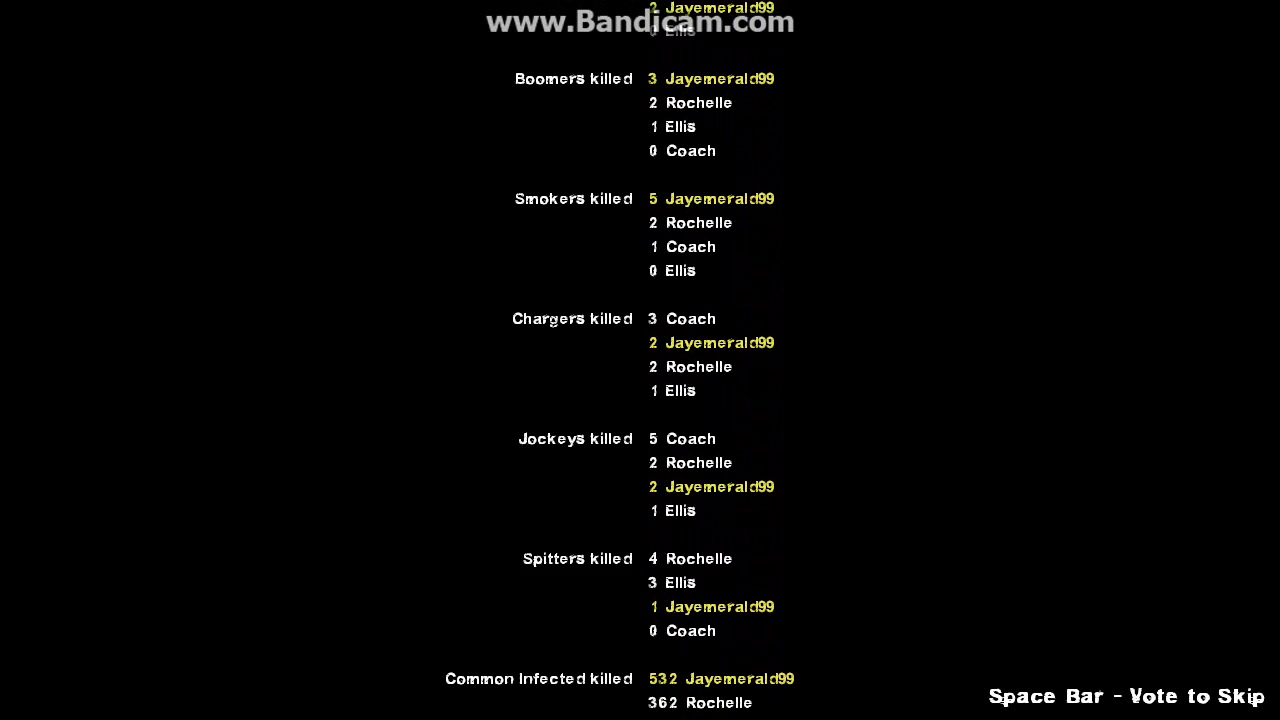 2 Jayemerald99
www.Bandicam.com
0 Ellis
Boomers killed 3 Jayemerald99
2 Rochelle
1 Ellis
0 Coach
Smokers killed 5 Jayemerald99
2 Rochelle
1 Coach
0 Ellis
Chargers killed 3 Coach
2 Jayemerald99
2 Rochelle
1 Ellis
Jockeys killed 5 Coach
2 Rochelle
2 Jayemerald99
1 Ellis
Spitters killed 4 Rochelle
3 Ellis
1 Jayemerald99
0 Coach
Common Infected killed 532 Jayemerald99
362 Rochelle
Space Bar - Vote to Skip